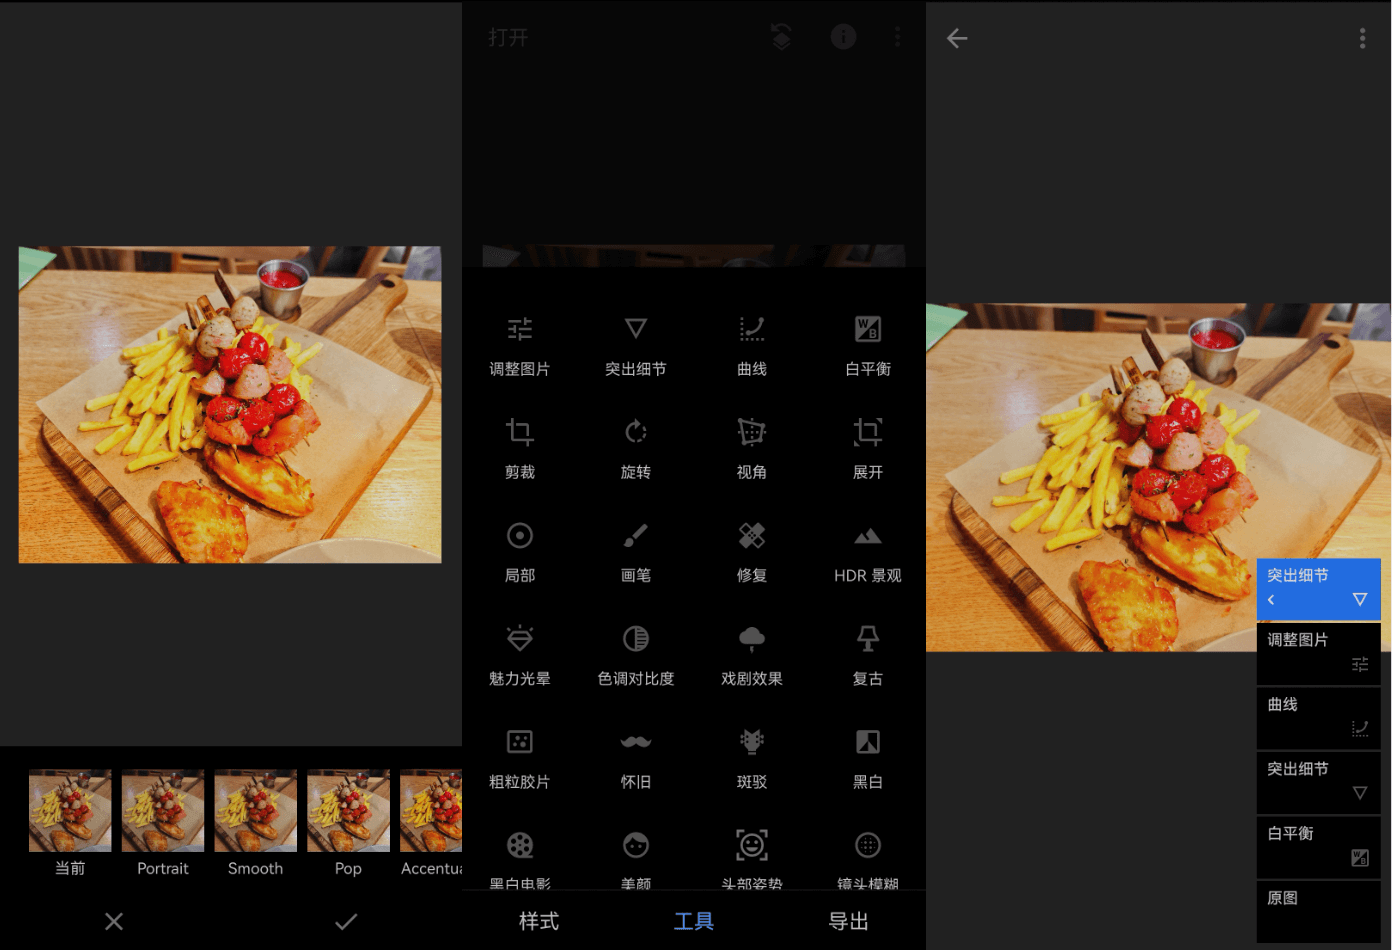 当前
Portrait
Smooth
Pop
Accentua
打开
调整图片
突出细节
曲线
白平衡
剪裁
旋转
视角
展开
局部
画笔
修复
HDR 景观
魅力光晕
色调对比度
戏剧效果
复古
粗粒胶片
怀旧
斑驳
黑白
黑白电影
美颜
头部姿势
镜头模糊
样式
工具
导出
突出细节
调整图片
曲线
突出细节
白平衡
原图